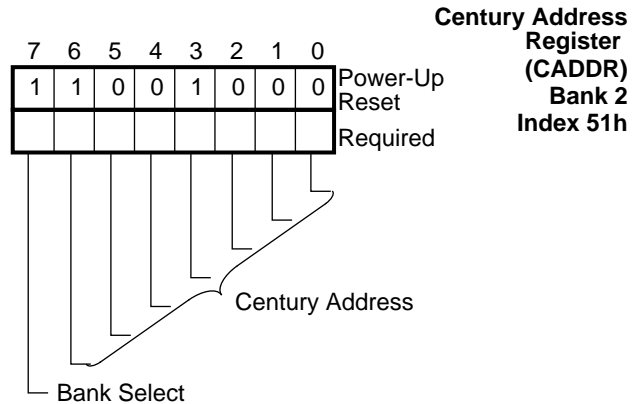 Century Address
Register
(CADDR)
Bank 2
Index 51h
7 6 5 4 3 2 1 0
1 1 0 0 1 0 0 0 Power-Up
Reset
Required
Century Address
Bank Select